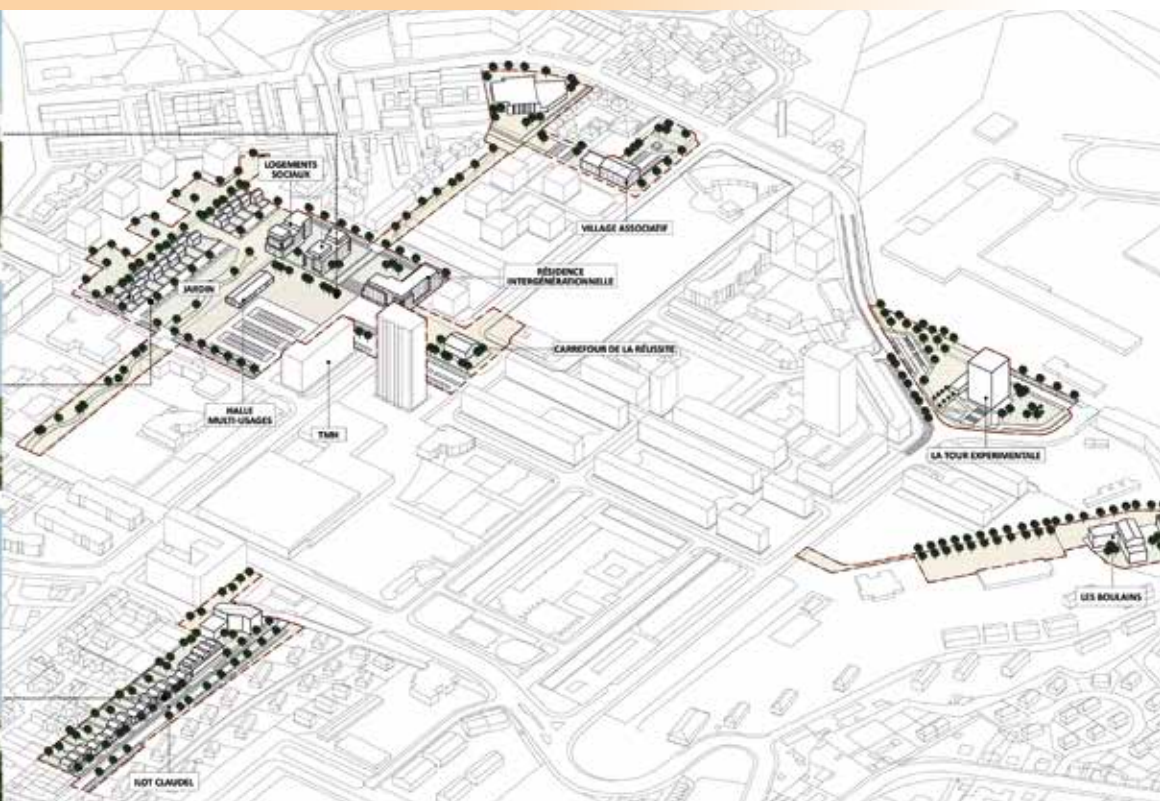 LOGEMENTS
SOCIAUX
VILLAGE ASSOCIATIF
RÉSIDENCE
INTERGÉNÉRATIONNELLE
JARDIN
CARREFOUR DE LA RÉUSSITE
HALLE
MULTI-USAGES
TMH
LA TOUR EXPERIMENTALE
LES BOULAINS
ILOT CLAUDEL